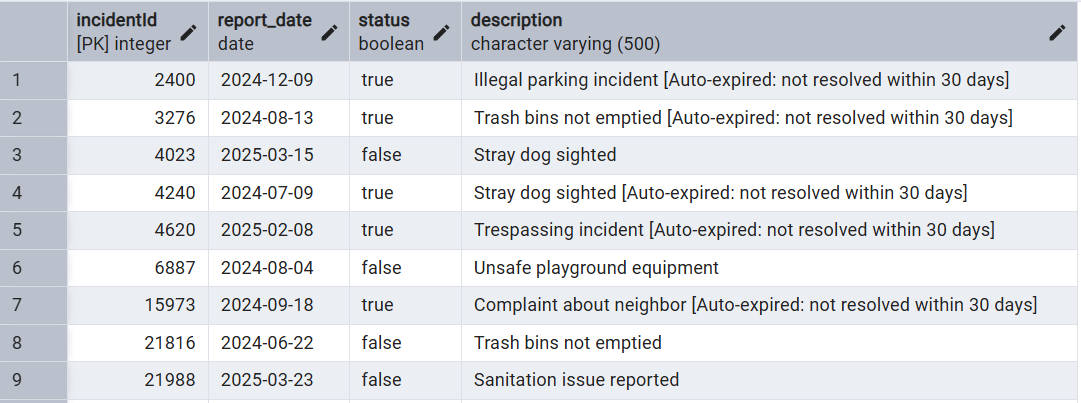 incidentId report_date status description
[PK] integer date boolean character varying (500)
1 2400 2024-12-09 true Illegal parking incident [Auto-expired: not resolved within 30 days]
2 3276 2024-08-13 true Trash bins not emptied [Auto-expired: not resolved within 30 days]
3 4023 2025-03-15 false Stray dog sighted
4 4240 2024-07-09 true Stray dog sighted [Auto-expired: not resolved within 30 days]
5 4620 2025-02-08 true Trespassing incident [Auto-expired: not resolved within 30 days]
6 6887 2024-08-04 false Unsafe playground equipment
7 15973 2024-09-18 true Complaint about neighbor [Auto-expired: not resolved within 30 days]
8 21816 2024-06-22 false Trash bins not emptied
9 21988 2025-03-23 false Sanitation issue reported